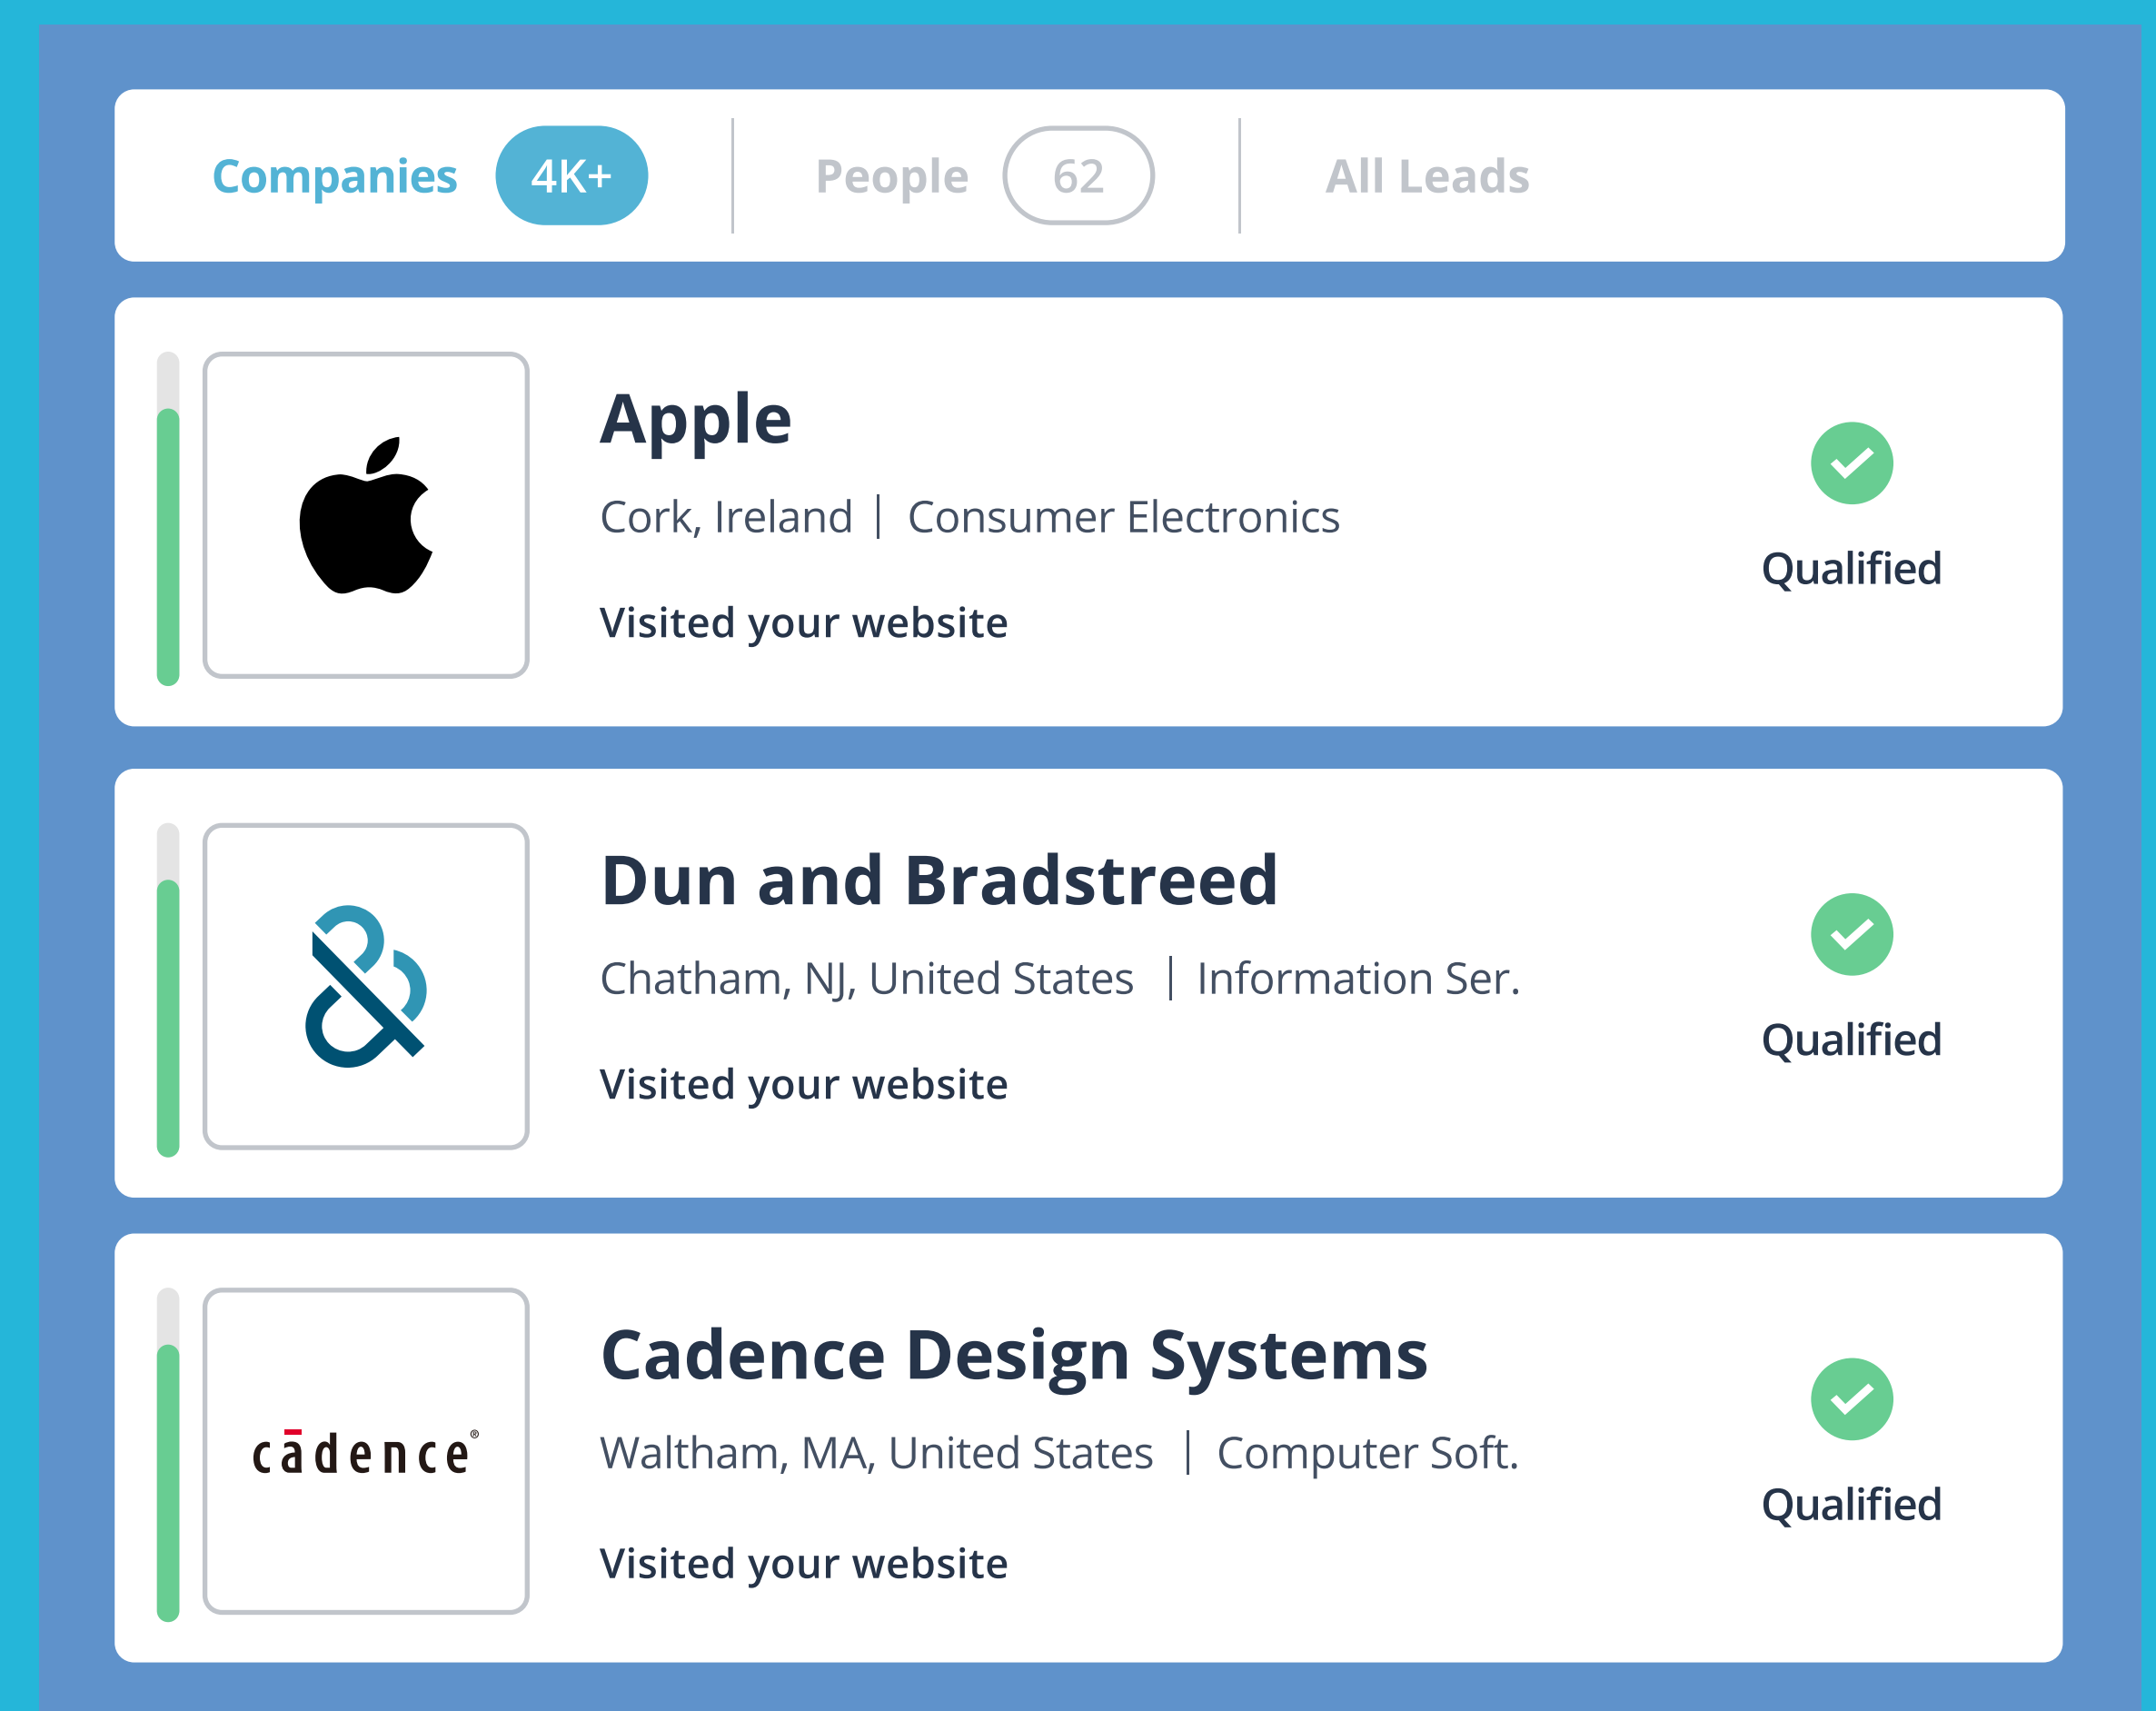 Companies 4K+ People 62 All Leads
Apple
Cork, Ireland | Consumer Electronics
Visited your website
Qualified
Dun and Bradstreed
Chatham, NJ, United States | Information Ser.
Visited your website
Qualified
cādence®
Cadence Design Systems
Waltham, MA, United States | Computer Soft.
Visited your website
Qualified